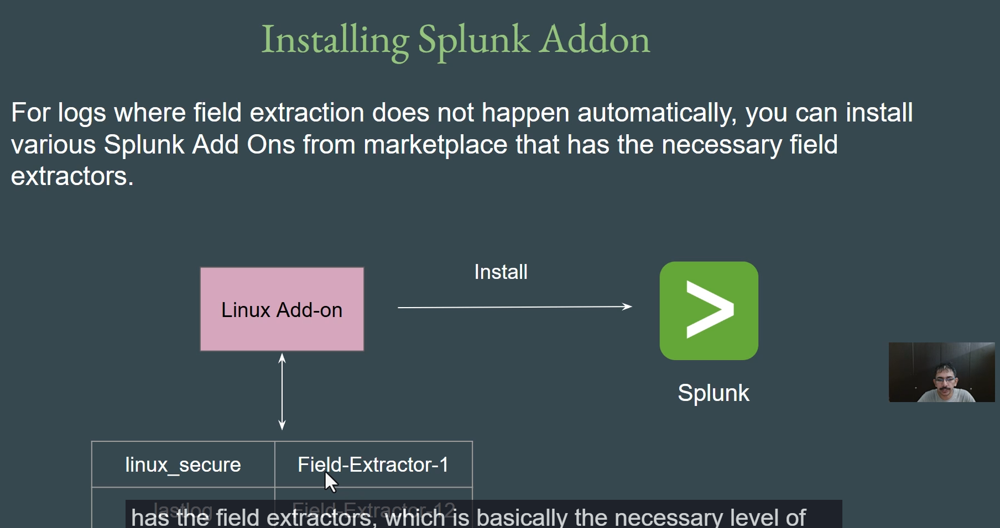 Installing Splunk Addon
For logs where field extraction does not happen automatically, you can install
various Splunk Add Ons from marketplace that has the necessary field
extractors.
Install
Linux Add-on
Splunk
linux_secure Field-Extractor-1
lastlog Field-Extractor-12
has the field extractors, which is basically the necessary level of